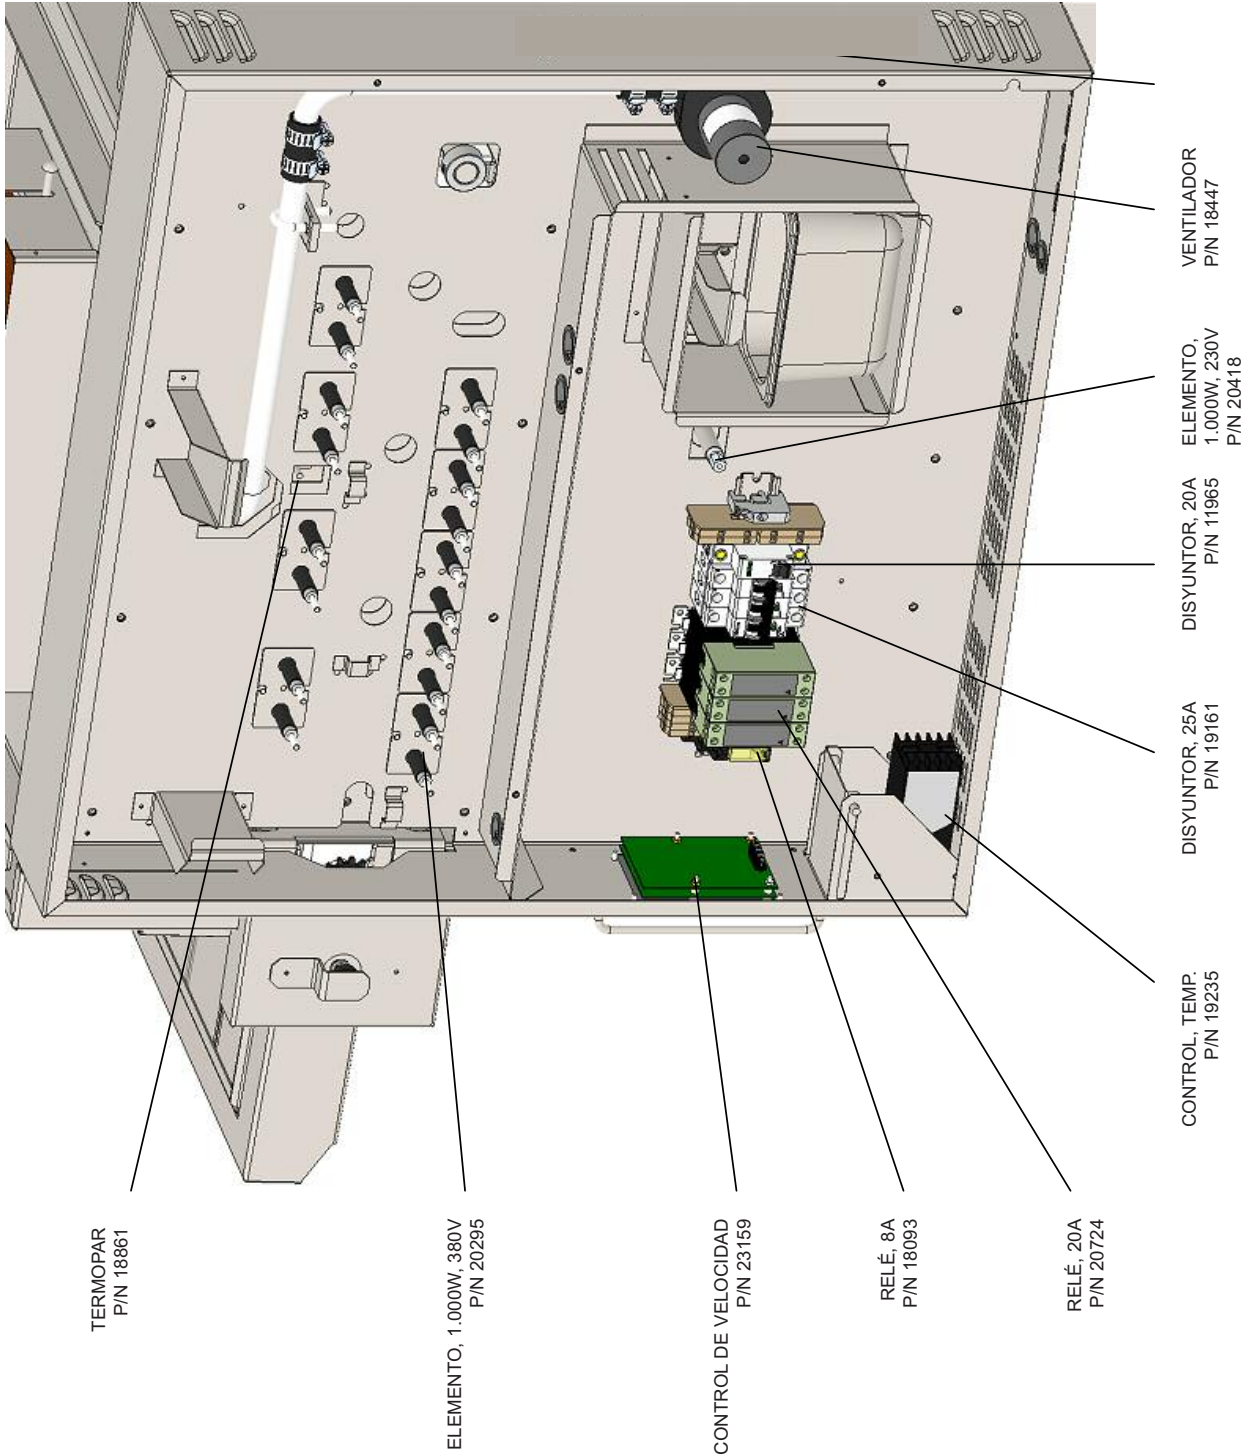 TERMOPAR
P/N 18861
ELEMENTO, 1.000W, 380V
P/N 20295
CONTROL DE VELOCIDAD
P/N 23159
RELÉ, 8A
P/N 18093
RELÉ, 20A
P/N 20724
CONTROL, TEMP.
P/N 19235
DISYUNTOR, 25A
P/N 19161
DISYUNTOR, 20A
P/N 11965
ELEMENTO,
1.000W, 230V
P/N 20418
VENTILADOR
P/N 18447